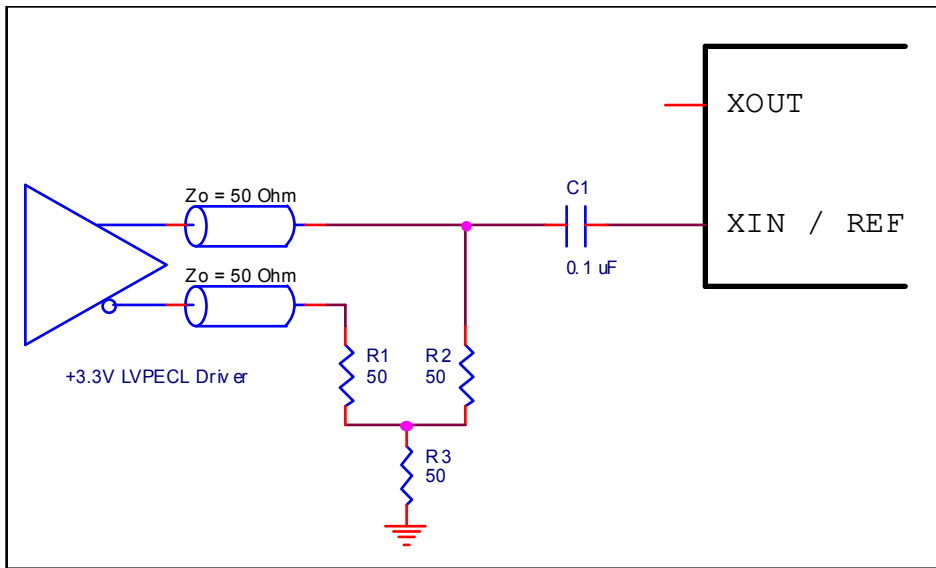 XOUT
Zo = 50 Ohm
C1
XIN / REF
0.1 uF
Zo = 50 Ohm
R1
50
R2
50
+3.3V LVPECL Driver
R3
50